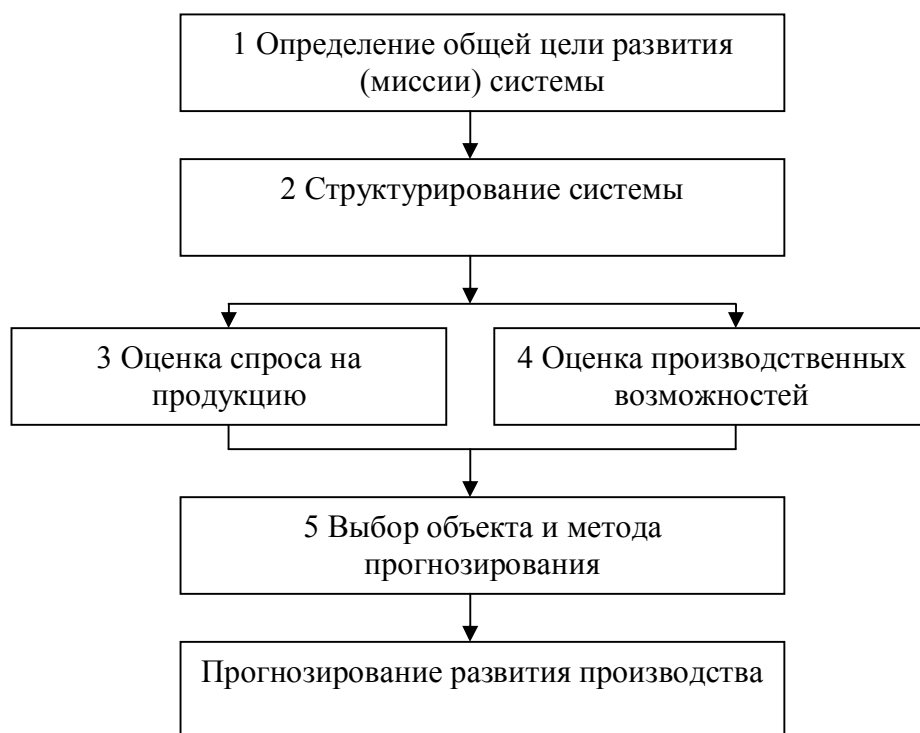 1 Определение общей цели развития
(миссии) системы
2 Структурирование системы
3 Оценка спроса на
продукцию
4 Оценка производственных
возможностей
5 Выбор объекта и метода
прогнозирования
Прогнозирование развития производства